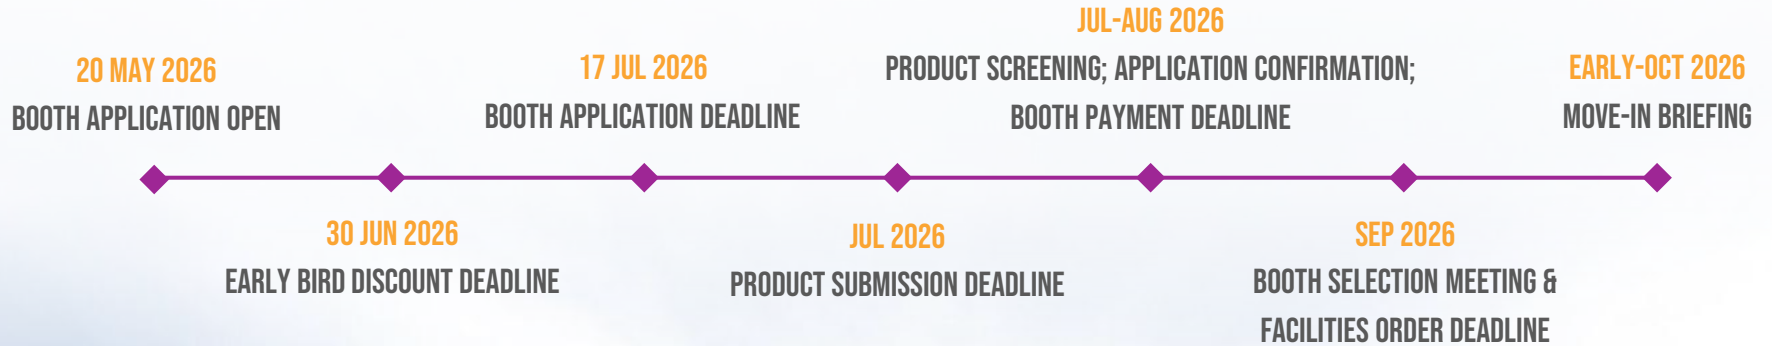 20 MAY 2026
BOOTH APPLICATION OPEN
30 JUN 2026
EARLY BIRD DISCOUNT DEADLINE
17 JUL 2026
BOOTH APPLICATION DEADLINE
JUL 2026
PRODUCT SUBMISSION DEADLINE
JUL-AUG 2026
PRODUCT SCREENING; APPLICATION CONFIRMATION;
BOOTH PAYMENT DEADLINE
SEP 2026
BOOTH SELECTION MEETING &
FACILITIES ORDER DEADLINE
EARLY-OCT 2026
MOVE-IN BRIEFING